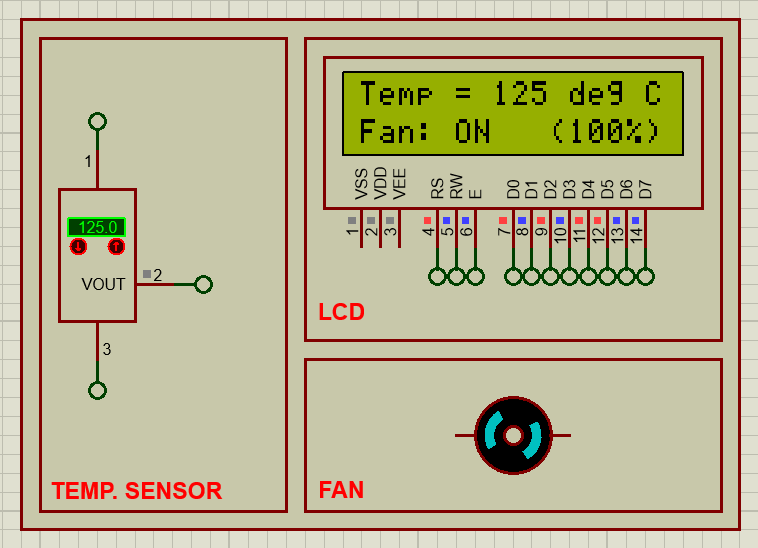 1
125.0
VOUT
2
3
TEMP. SENSOR
Temp = 125 deg C
Fan: ON (100%)
VSS VDD VEE RS RW E D0 D1 D2 D3 D4 D5 D6 D7
1 2 3 4 5 6 7 8 9 10 11 12 13 14
LCD
FAN